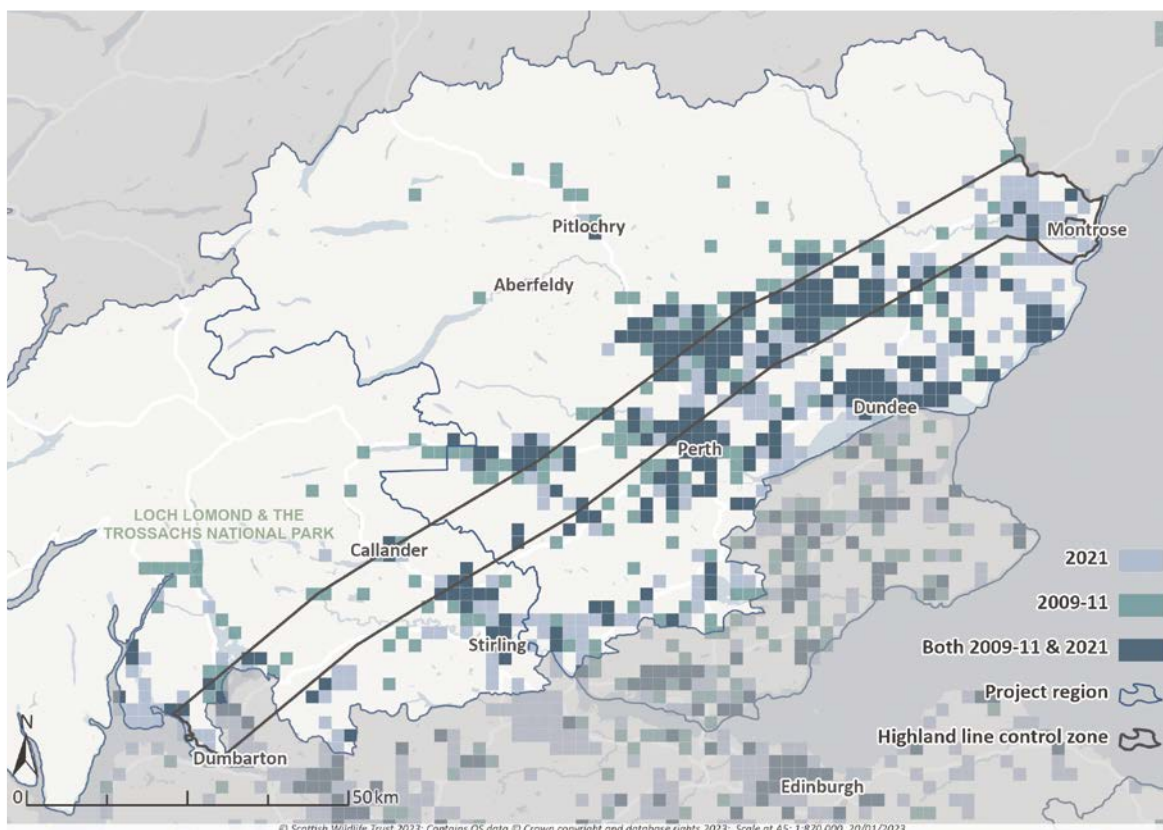 Pitlochry
Montrose
Aberfeldy
Dundee
Perth
LOCH LOMOND & THE
TROSSACHS NATIONAL PARK
Callander
2021
2009-11
Stirling
Both 2009-11 & 2021
Project region
N
Highland line control zone
Dumbarton
Edinburgh
0
50 km
© Scottish Wildlife Trust 2023; Contains OS data © Crown copyright and database rights 2023; Scale at A5: 1:870,000, 20/01/2023